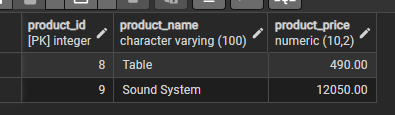 product_id product_name product_price
[PK] integer character varying (100) numeric (10,2)
8 Table 490.00
9 Sound System 12050.00